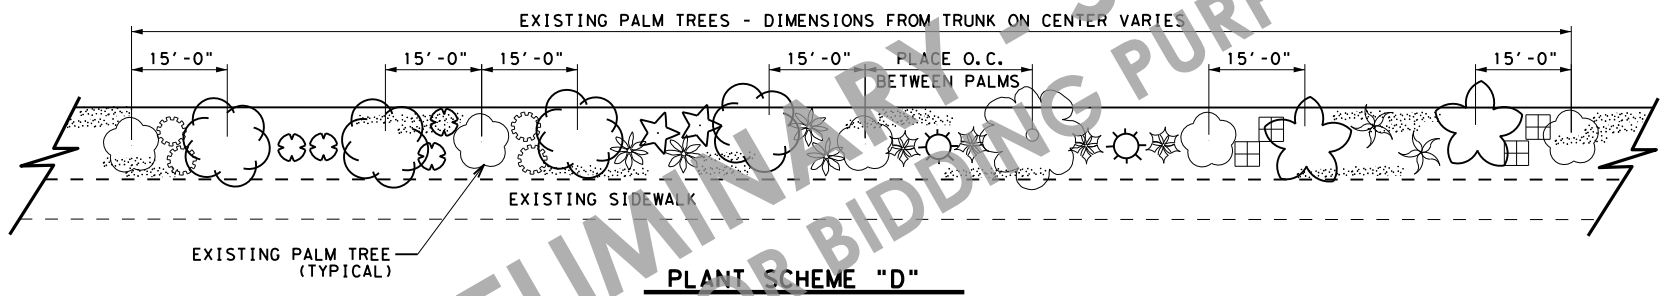 EXISTING PALM TREES - DIMENSIONS FROM TRUNK ON CENTER VARIES
15'-0" 15'-0" 15'-0" 15'-0" PLACE O.C. 15'-0" 15'-0"
BETWEEN PALMS
EXISTING SIDEWALK
EXISTING PALM TREE
(TYPICAL)
PLANT SCHEME "D"
BIDDING